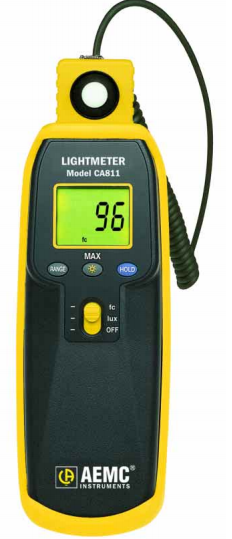 LIGHTMETER
Model CA811
96
fc
MAX
RANGE
HOLD
fc
lux
OFF
AEMC®
INSTRUMENTS